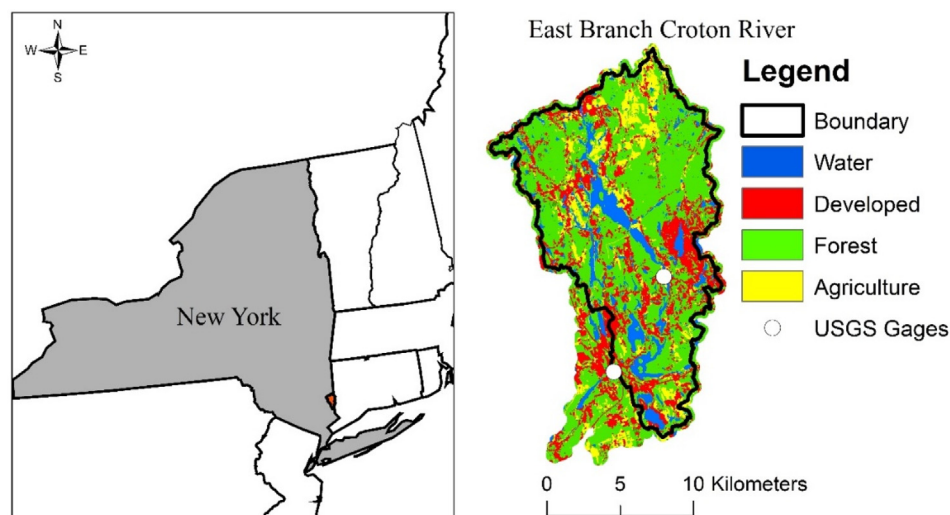 N
W E
S
New York
East Branch Croton River
Legend
Boundary
Water
Developed
Forest
Agriculture
USGS Gages
0 5 10 Kilometers